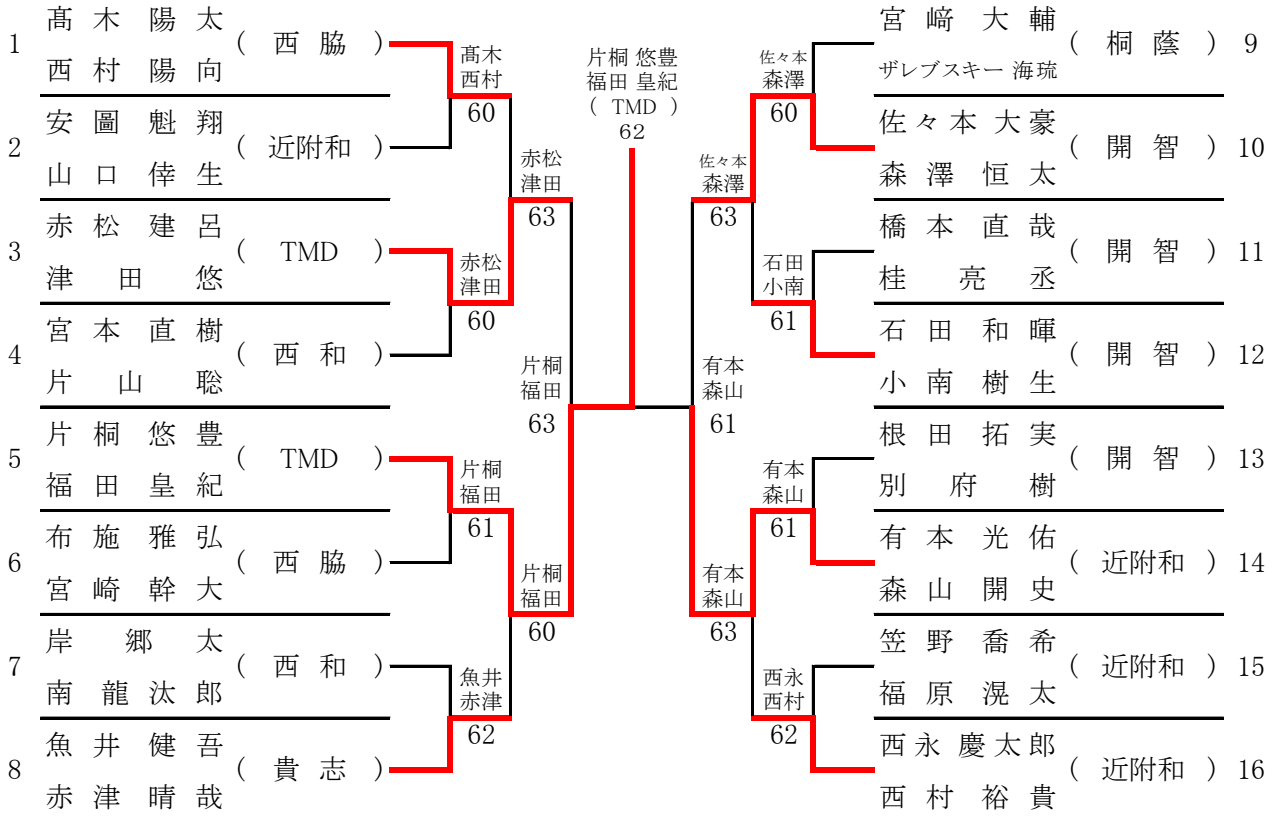 1
髙木陽太
西村陽向
(西脇)
2
安圖魁翔
山口倖生
(近附和)
3
赤松建呂
津田悠
(TMD)
4
宮本直樹
片山聡
(西和)
5
片桐悠豊
福田皇紀
(TMD)
6
布施雅弘
宮崎幹大
(西脇)
7
岸郷太
南龍汰郎
(西和)
8
魚井健吾
赤津晴哉
(貴志)
髙木
西村
60
赤松
津田
60
片桐
福田
61
魚井
赤津
62
赤松
津田
63
片桐
福田
60
片桐
福田
63
片桐 悠豊
福田 皇紀
(TMD)
62
有本
森山
61
佐々本
森澤
63
有本
森山
63
佐々本
森澤
60
石田
小南
61
有本
森山
61
西永
西村
62
宮﨑大輔
ザレブスキー 海琉
(桐蔭)
9
佐々本大豪
森澤恒太
(開智)
10
橋本直哉
桂亮丞
(開智)
11
石田和暉
小南樹生
(開智)
12
根田拓実
別府樹
(開智)
13
有本光佑
森山開史
(近附和)
14
笠野喬希
福原滉太
(近附和)
15
西永慶太郎
西村裕貴
(近附和)
16